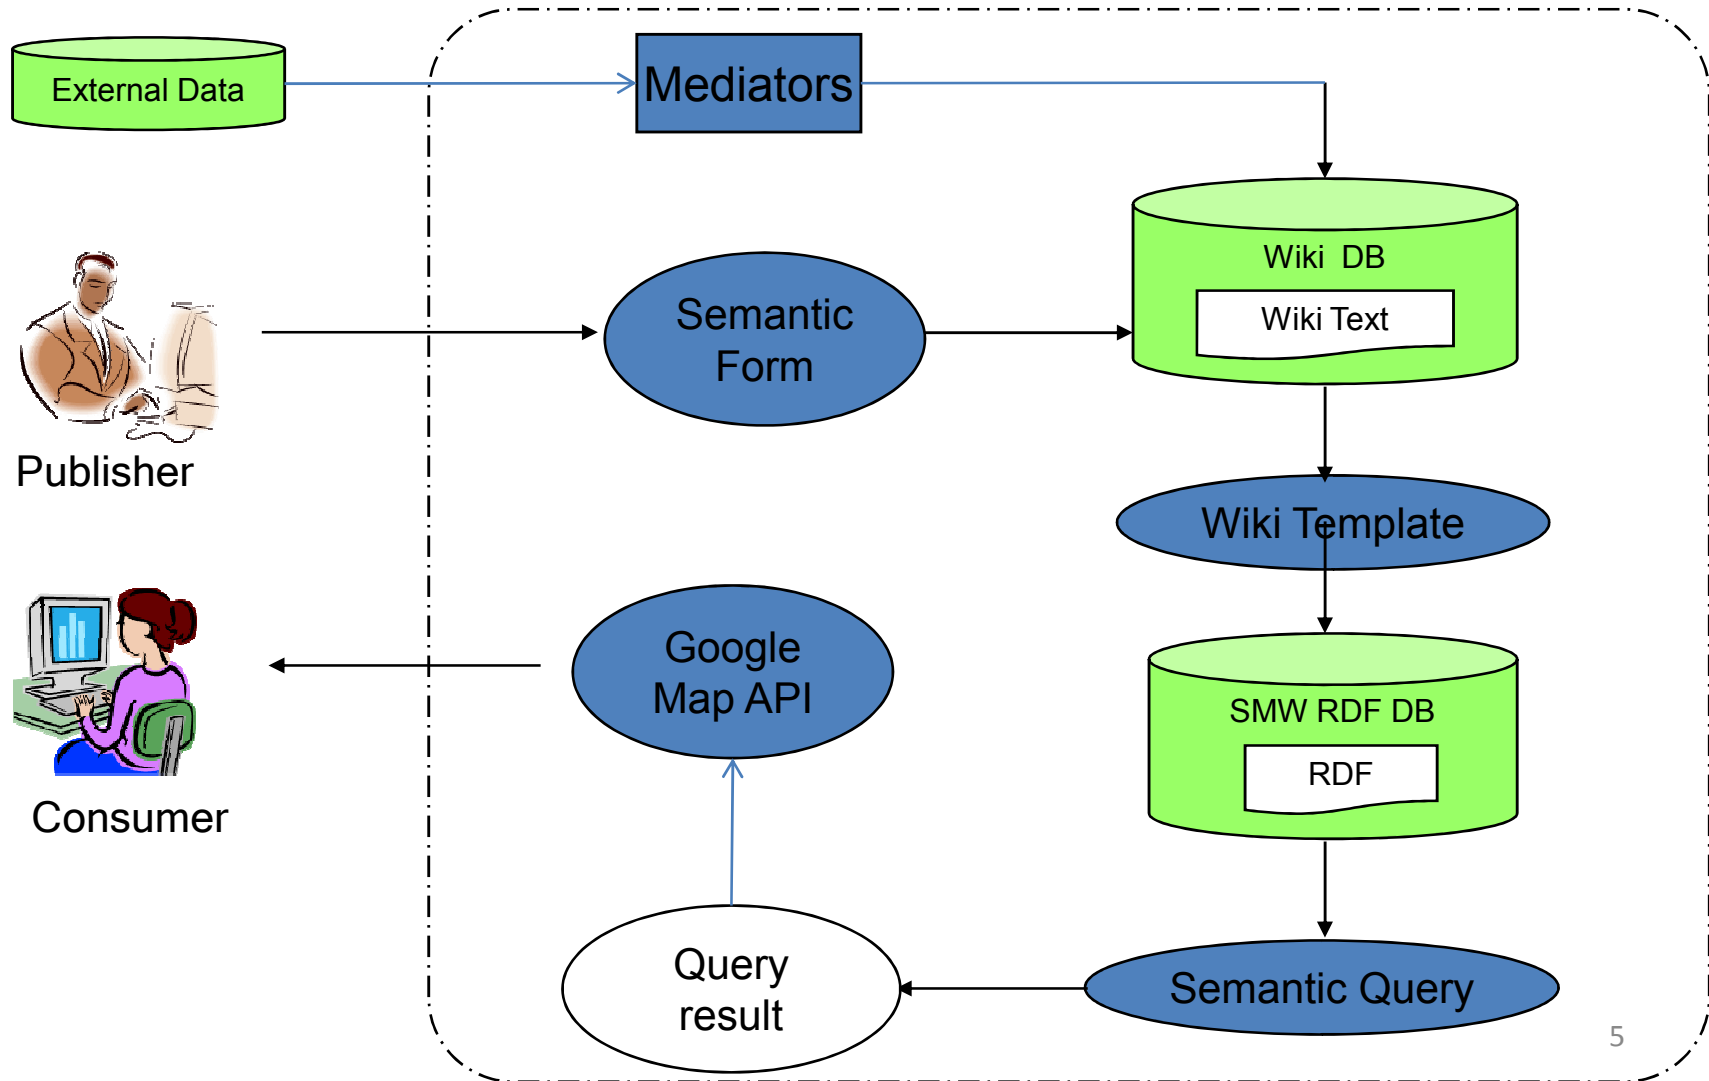 External Data
Mediators
Wiki DB
Wiki Text
Semantic
Form
Publisher
Wiki Template
Google
Map API
SMW RDF DB
RDF
Consumer
Query
result
Semantic Query
5